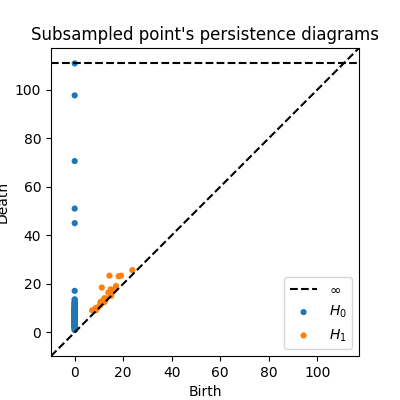 Subsampled point's persistence diagrams
100
80
60
40
20
0
Death
0 20 40 60 80 100
Birth
∞
H₀
H₁